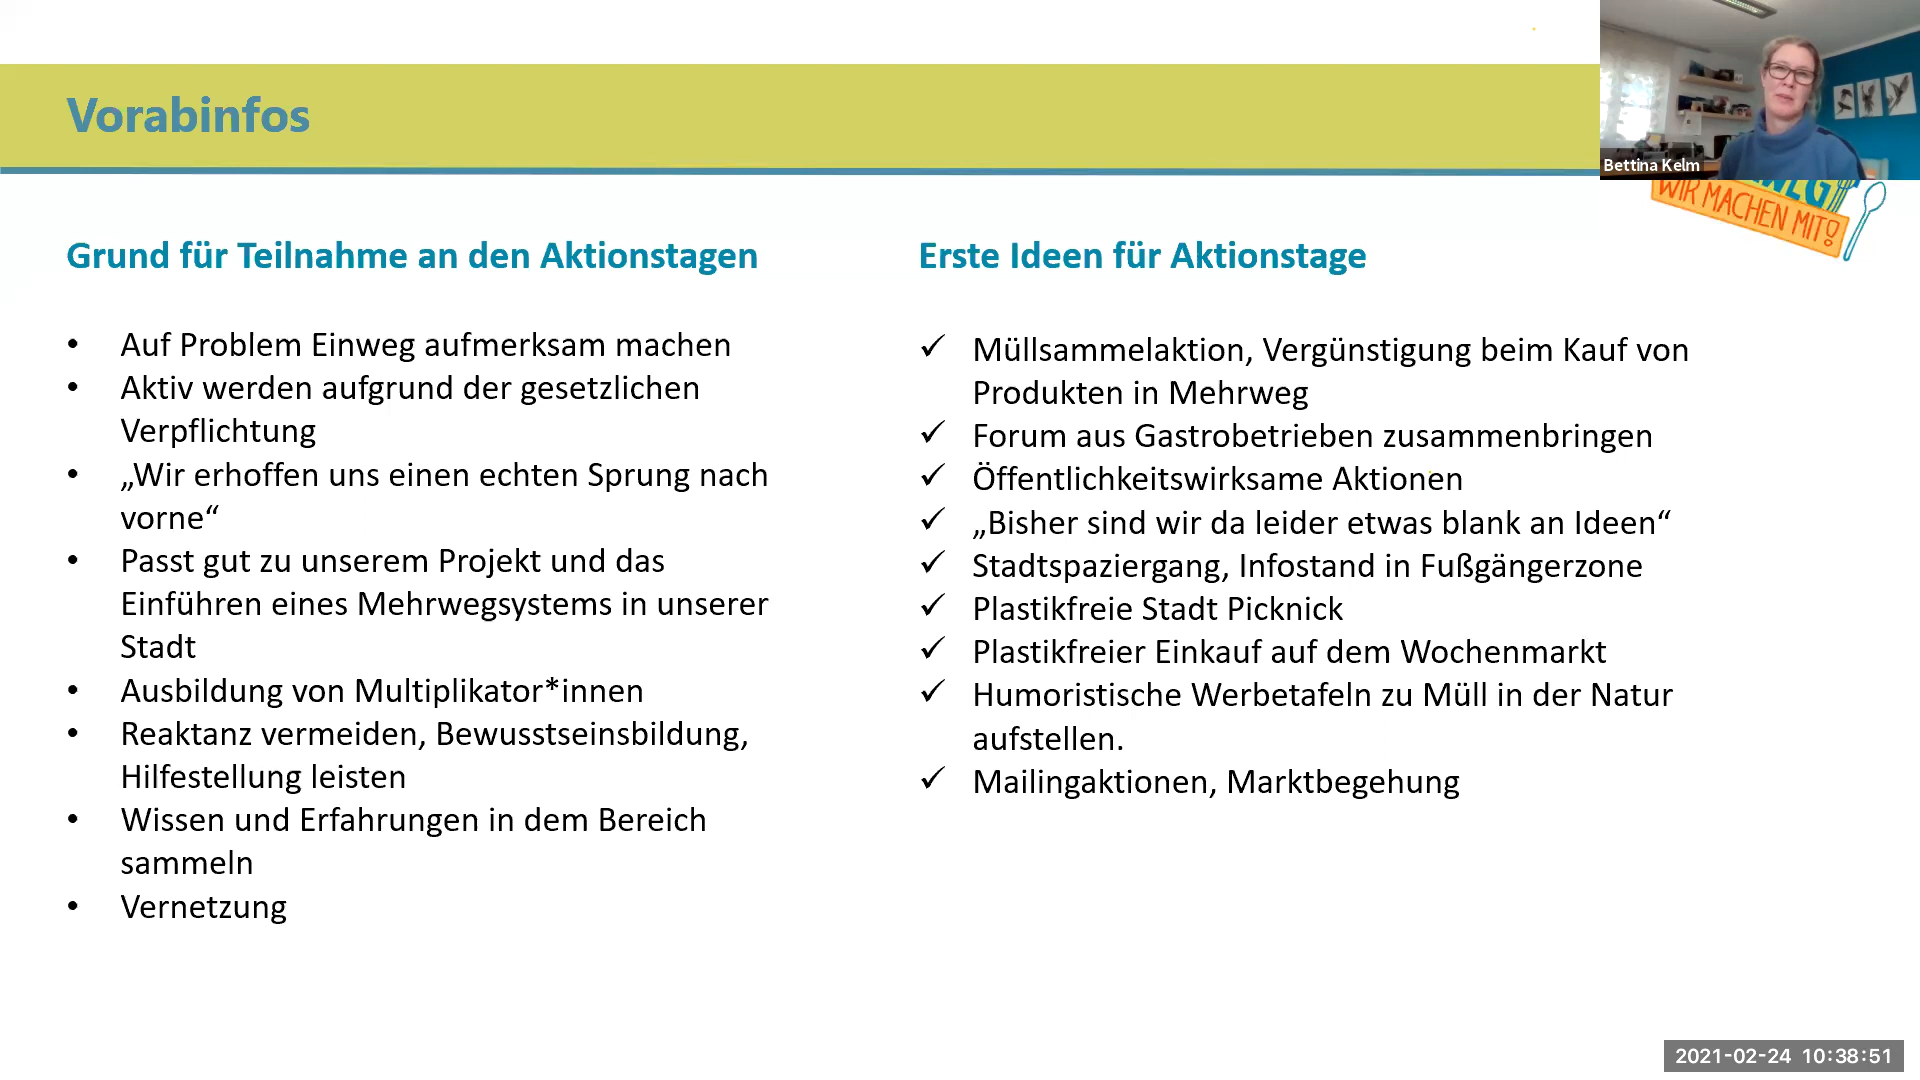 Vorabinfos
Bettina Kelm
WIR MACHEN MIT!
Grund für Teilnahme an den Aktionstagen
• Auf Problem Einweg aufmerksam machen
• Aktiv werden aufgrund der gesetzlichen
Verpflichtung
• „Wir erhoffen uns einen echten Sprung nach
vorne“
• Passt gut zu unserem Projekt und das
Einführen eines Mehrwegsystems in unserer
Stadt
• Ausbildung von Multiplikator*innen
• Reaktanz vermeiden, Bewusstseinsbildung,
Hilfestellung leisten
• Wissen und Erfahrungen in dem Bereich
sammeln
• Vernetzung
Erste Ideen für Aktionstage
✓ Müllsammelaktion, Vergünstigung beim Kauf von
Produkten in Mehrweg
✓ Forum aus Gastrobetrieben zusammenbringen
✓ Öffentlichkeitswirksame Aktionen
✓ „Bisher sind wir da leider etwas blank an Ideen“
✓ Stadtspaziergang, Infostand in Fußgängerzone
✓ Plastikfreie Stadt Picknick
✓ Plastikfreier Einkauf auf dem Wochenmarkt
✓ Humoristische Werbetafeln zu Müll in der Natur
aufstellen.
✓ Mailingaktionen, Marktbegehung
2021-02-24 10:38:51